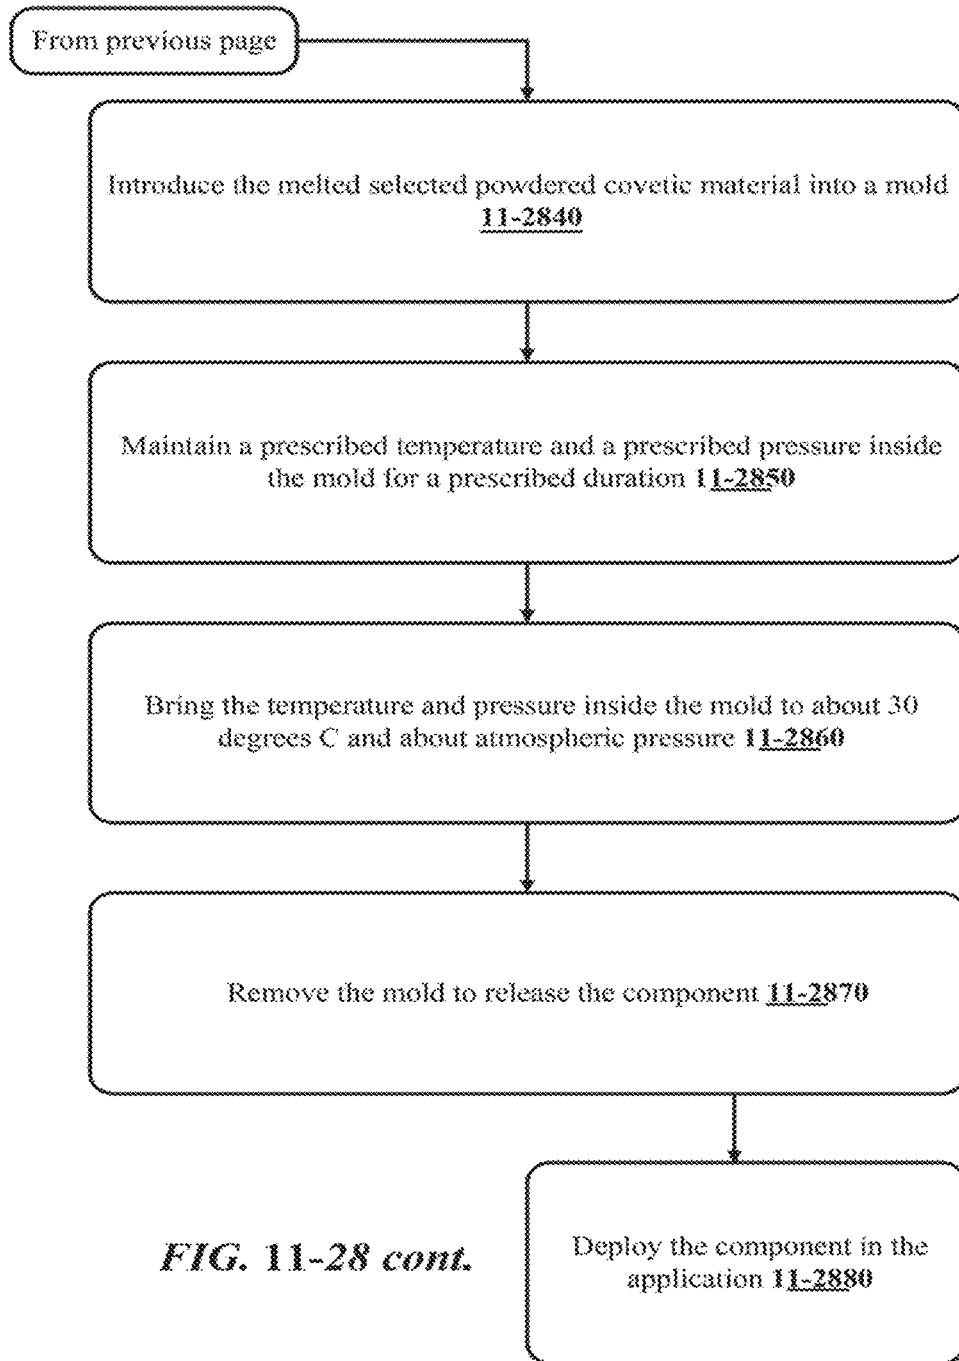 From previous page
Introduce the melted selected powdered covetic material into a mold
11-2840
Maintain a prescribed temperature and a prescribed pressure inside
the mold for a prescribed duration 11-2850
Bring the temperature and pressure inside the mold to about 30
degrees C and about atmospheric pressure 11-2860
Remove the mold to release the component 11-2870
Deploy the component in the
application 11-2880
FIG. 11-28 cont.